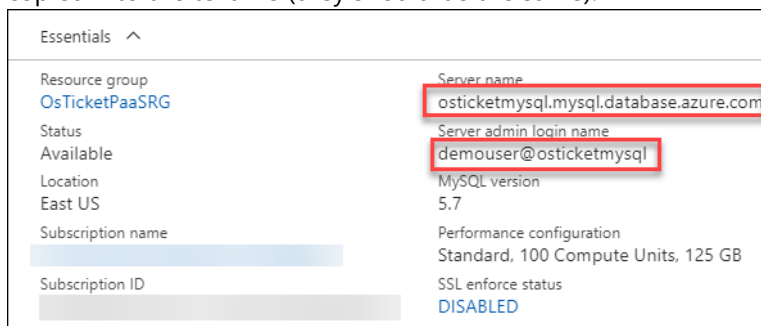 Essentials
Resource group
OsTicketPaaSRG
Status
Available
Location
East US
Subscription name
Subscription ID
Server name
osticketmysql.mysql.database.azure.com
Server admin login name
demouser@osticketmysql
MySQL version
5.7
Performance configuration
Standard, 100 Compute Units, 125 GB
SSL enforce status
DISABLED